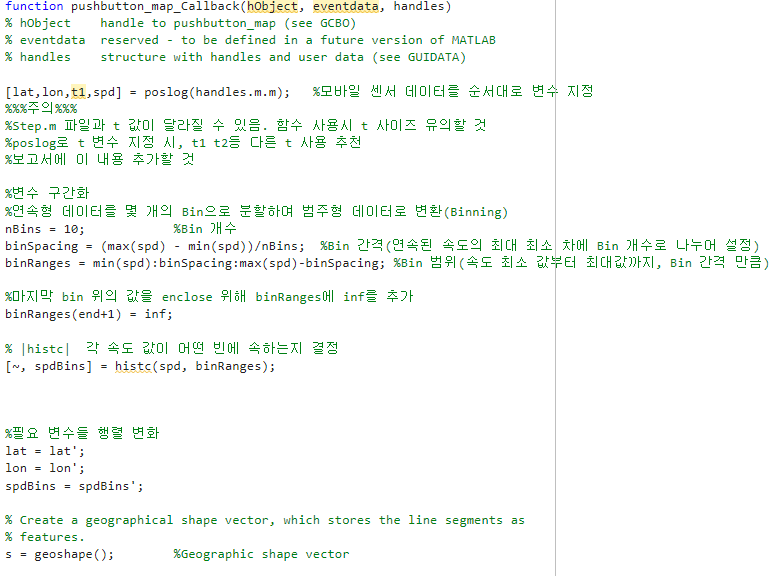 function pushbutton_map_Callback(hObject, eventdata, handles)
% hObject    handle to pushbutton_map (see GCBO)
% eventdata  reserved - to be defined in a future version of MATLAB
% handles    structure with handles and user data (see GUIDATA)
[lat,lon,t1,spd] = poslog(handles.m.m);   %모바일 센서 데이터를 순서대로 변수 지정
%%%주의%%%
%Step.m 파일과 t 값이 달라질 수 있음. 함수 사용시 t 사이즈 유의할 것
%poslog로 t 변수 지정 시, t1 t2등 다른 t 사용 추천
%보고서에 이 내용 추가할 것
%변수 구간화
%연속형 데이터를 몇 개의 Bin으로 분할하여 범주형 데이터로 변환(Binning)
nBins = 10;          %Bin 개수
binSpacing = (max(spd) - min(spd))/nBins;  %Bin 간격(연속된 속도의 최대 최소 차에 Bin 개수로 나누어 설정)
binRanges = min(spd):binSpacing:max(spd)-binSpacing; %Bin 범위(속도 최소 값부터 최대값까지, Bin 간격 만큼)
%마지막 bin 위의 값을 enclose 위해 binRanges에 inf를 추가
binRanges(end+1) = inf;
% |histc|  각 속도 값이 어떤 빈에 속하는지 결정
[~, spdBins] = histc(spd, binRanges);
%필요 변수들 행렬 변화
lat = lat';
lon = lon';
spdBins = spdBins';
% Create a geographical shape vector, which stores the line segments as
% features.
s = geoshape();        %Geographic shape vector